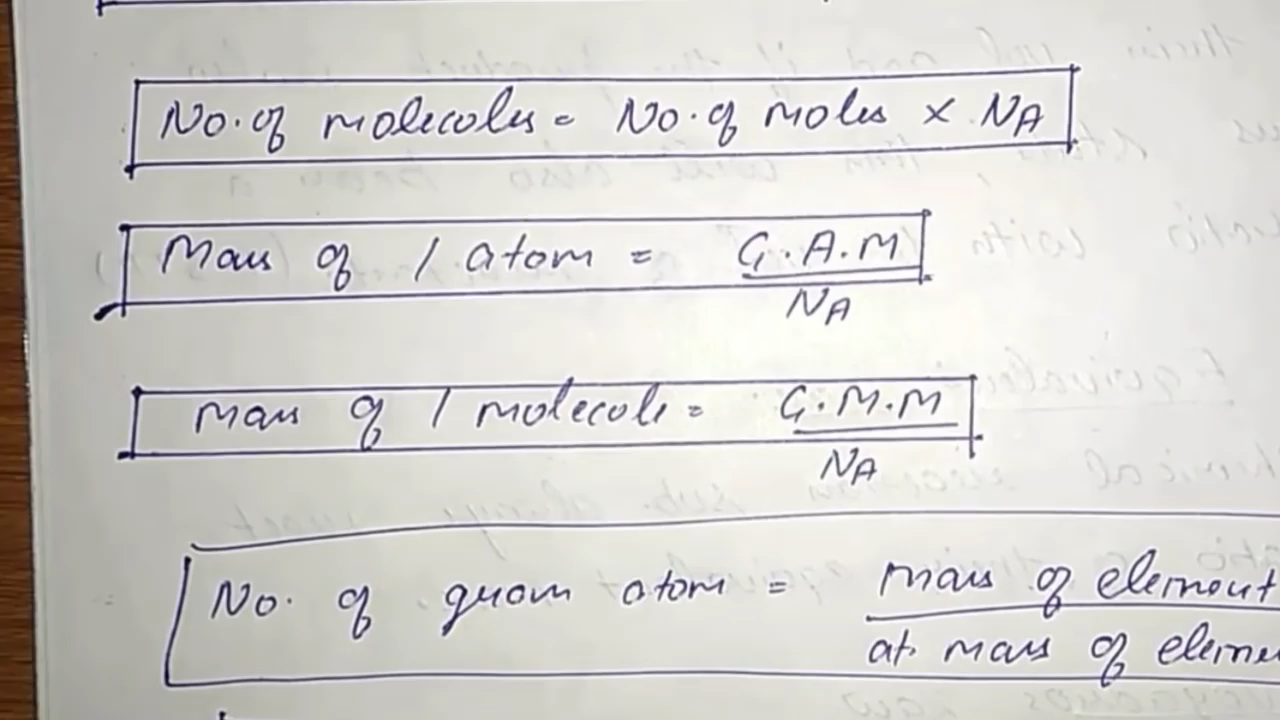 No. of molecules = No. of moles × NA
Mass of 1 atom = G.A.M
NA
Mass of 1 molecule = G.M.M
NA
No. of gram atom = mass of element
at. mass of eleme